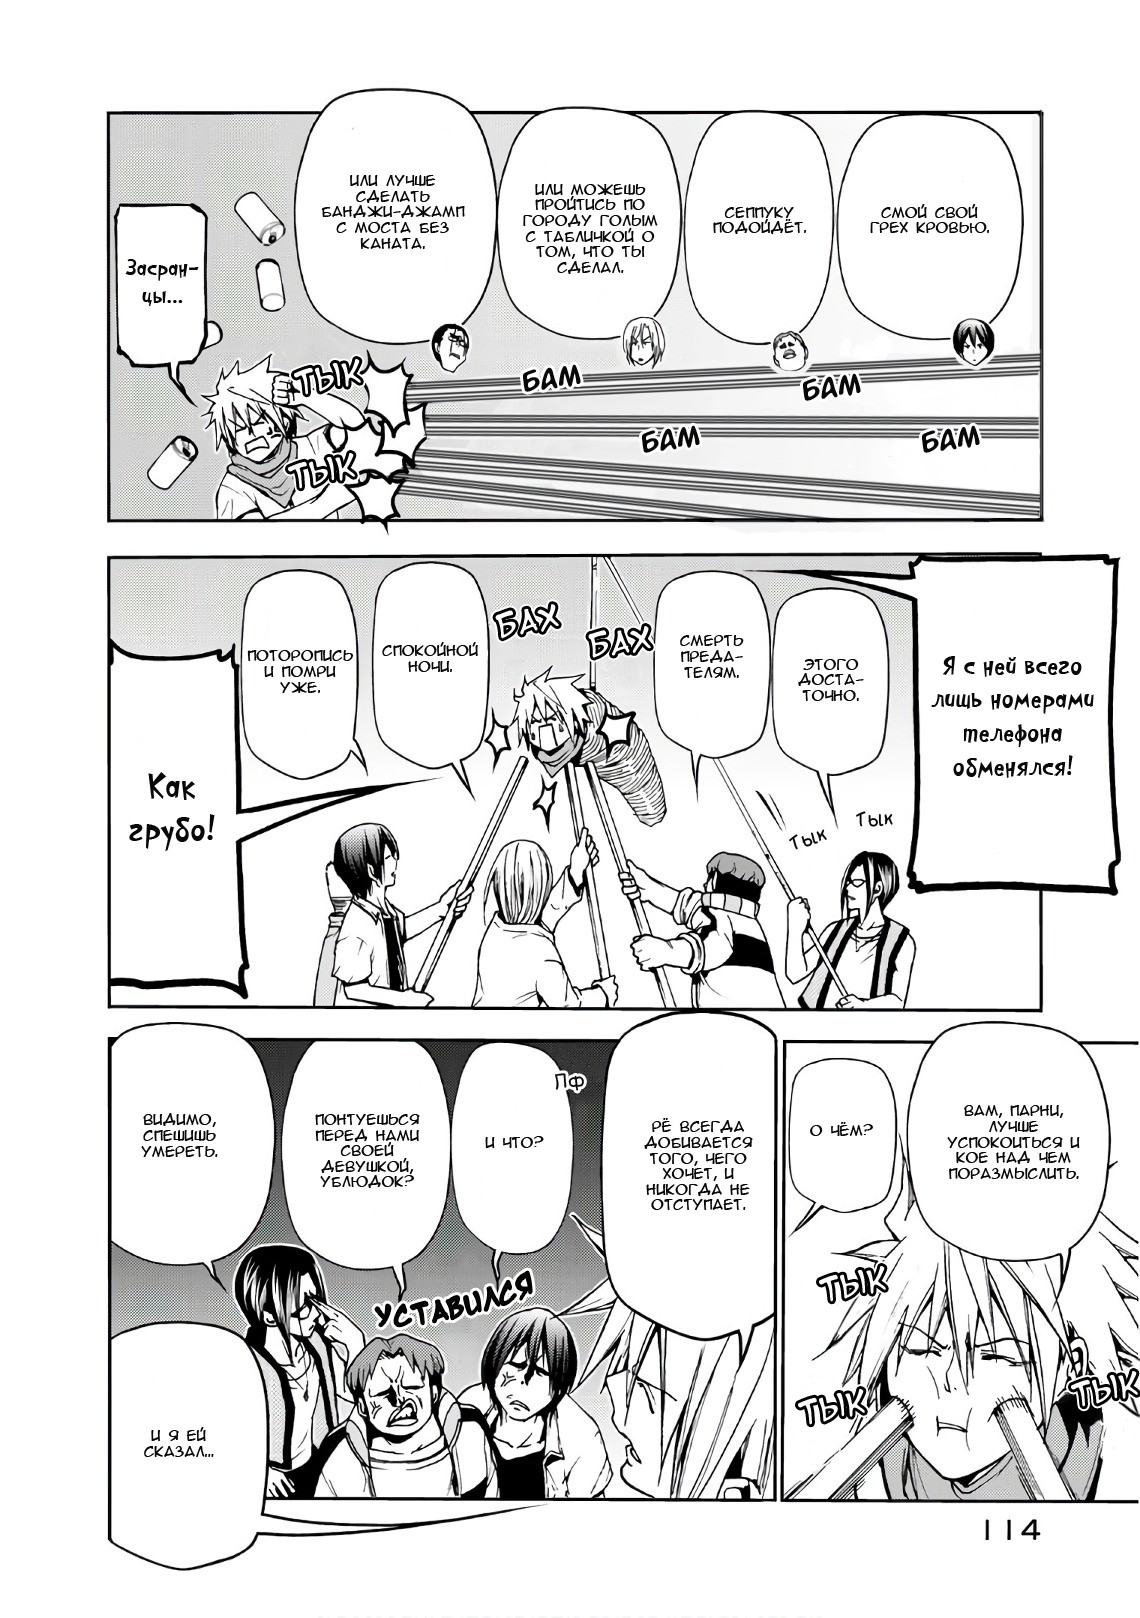 СМОЙ СВОЙ
ГРЕХ КРОВЬЮ.
СЕППУКУ
ПОДОЙДЁТ.
ИЛИ МОЖЕШЬ
ПРОЙТИСЬ ПО
ГОРОДУ ГОЛЫМ
С ТАБЛИЧКОЙ О
ТОМ, ЧТО ТЫ
СДЕЛАЛ.
ИЛИ ЛУЧШЕ
СДЕЛАТЬ
БАНДЖИ-ДЖАМП
С МОСТА БЕЗ
КАНАТА.
Засран-
цы...
БАМ
БАМ
БАМ
БАМ
ТЫК
ТЫК
Я с ней всего
лишь номерами
телефона
обменялся!
ЭТОГО
ДОСТА-
ТОЧНО.
СМЕРТЬ
ПРЕДА-
ТЕЛЯМ.
БАХ
БАХ
СПОКОЙНОЙ
НОЧИ.
ПОТОРОПИСЬ
И ПОМРИ
УЖЕ.
Как
грубо!
Тык
Тык
ВАМ, ПАРНИ,
ЛУЧШЕ
УСПОКОИТЬСЯ И
КОЕ НАД ЧЕМ
ПОРАЗМЫСЛИТЬ.
О ЧЁМ?
ТЫК
ТЫК
ТЫК
РЁ ВСЕГДА
ДОБИВАЕТСЯ
ТОГО, ЧЕГО
ХОЧЕТ, И
НИКОГДА НЕ
ОТСТУПАЕТ.
Пф
И ЧТО?
ПОНТУЕШЬСЯ
ПЕРЕД НАМИ
СВОЕЙ
ДЕВУШКОЙ,
УБЛЮДОК?
ВИДИМО,
СПЕШИШЬ
УМЕРЕТЬ.
УСТАВИЛСЯ
И Я ЕЙ
СКАЗАЛ...
114